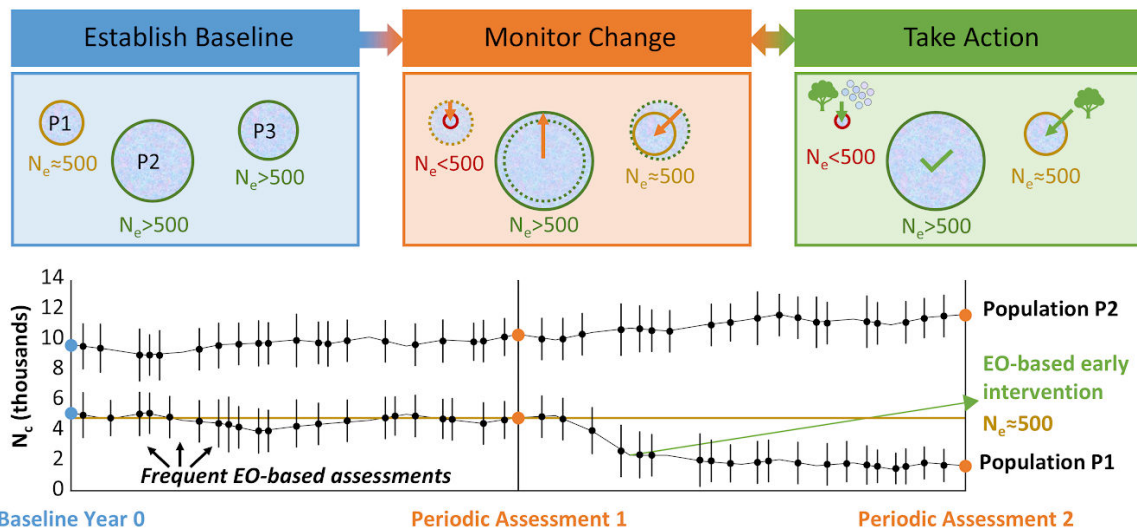 Establish Baseline
Monitor Change
Take Action
P1
P2
P3
Nₑ≈500
Nₑ>500
Nₑ>500
Nₑ<500
Nₑ≈500
Nₑ>500
Nₑ<500
Nₑ≈500
Nₑ>500
N꜀ (thousands)
14
12
10
8
6
4
2
0
Population P2
EO-based early
intervention
Nₑ≈500
Population P1
Frequent EO-based assessments
Baseline Year 0
Periodic Assessment 1
Periodic Assessment 2